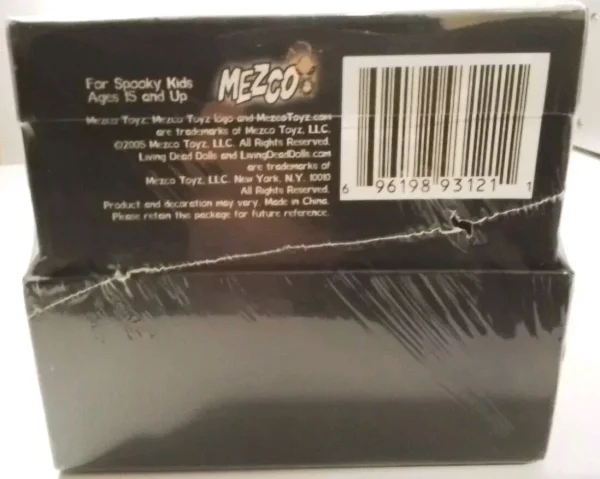 For Spooky Kids
Ages 15 and Up
MEZCO
Mezco Toyz, Mezco Toyz logo and MezcoToyz.com
are trademarks of Mezco Toyz, LLC.
©2005 Mezco Toyz, LLC. All Rights Reserved.
Living Dead Dolls and LivingDeadDolls.com
are trademarks of
Mezco Toyz, LLC. New York, N.Y. 10010
All Rights Reserved.
Product and decoration may vary. Made in China.
Please retain this package for future reference.
6 96198 93121 1